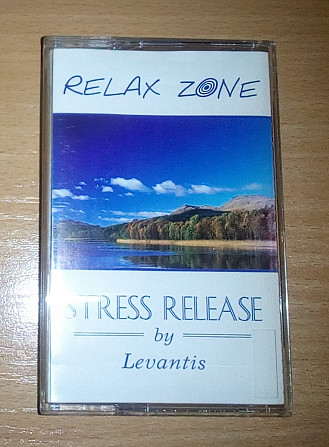 RELAX ZONE
STRESS RELEASE
by
Levantis